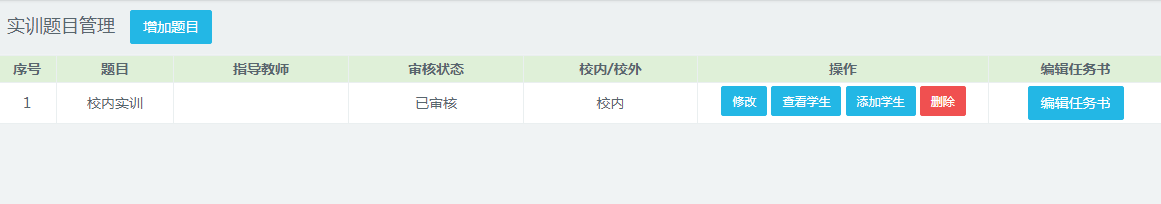 实训题目管理 增加题目
序号 题目 指导教师 审核状态 校内/校外 操作 编辑任务书
1 校内实训 已审核 校内 修改 查看学生 添加学生 删除 编辑任务书